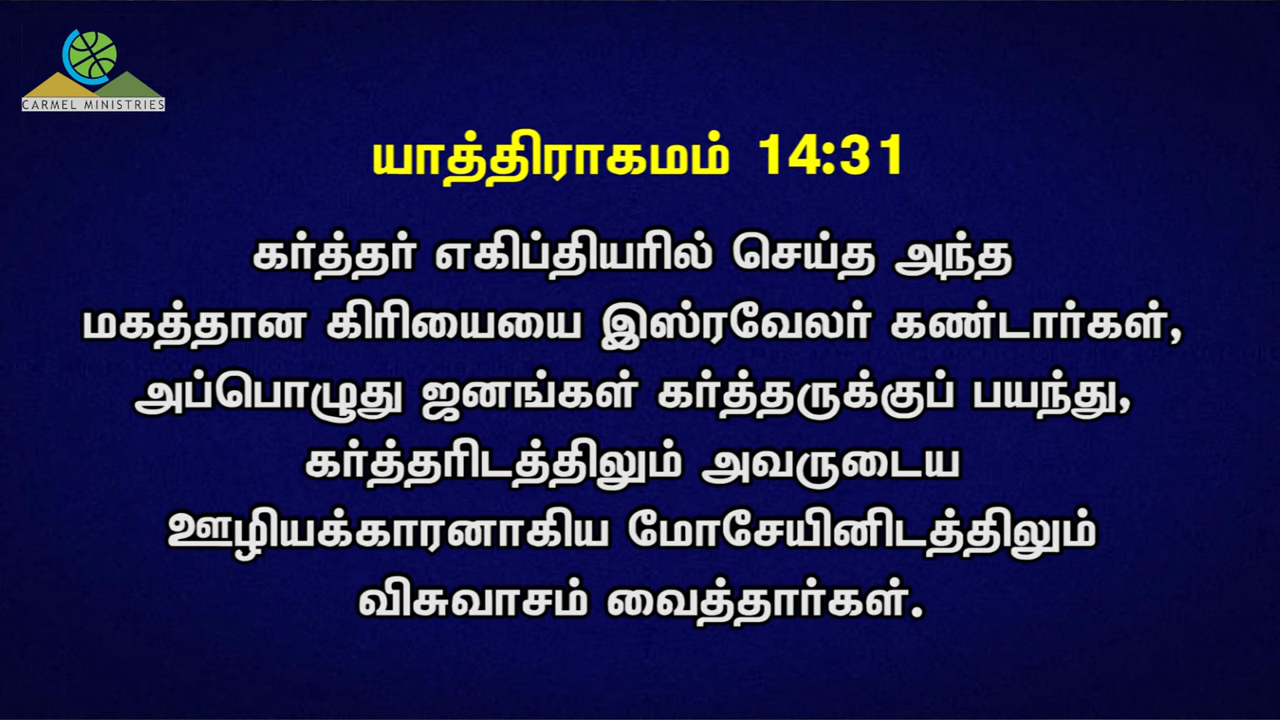 CARMEL MINISTRIES
யாத்திராகமம் 14:31
கர்த்தர் எகிப்தியரில் செய்த அந்த
மகத்தான கிரியையை இஸ்ரவேலர் கண்டார்கள்,
அப்பொழுது ஜனங்கள் கர்த்தருக்குப் பயந்து,
கர்த்தரிடத்திலும் அவருடைய
ஊழியக்காரனாகிய மோசேயினிடத்திலும்
விசுவாசம் வைத்தார்கள்.